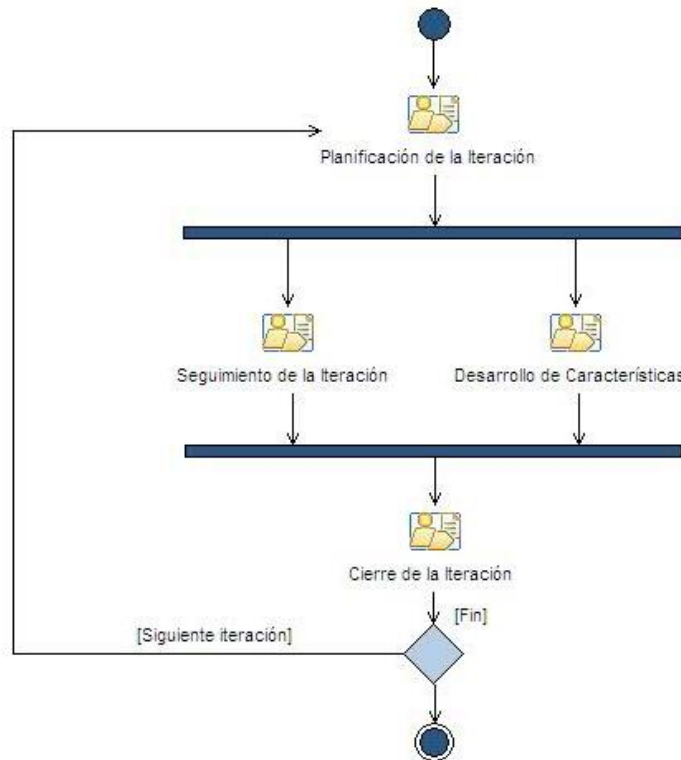 Planificación de la Iteración
Seguimiento de la Iteración
Desarrollo de Características
Cierre de la Iteración
[Fin]
[Siguiente iteración]